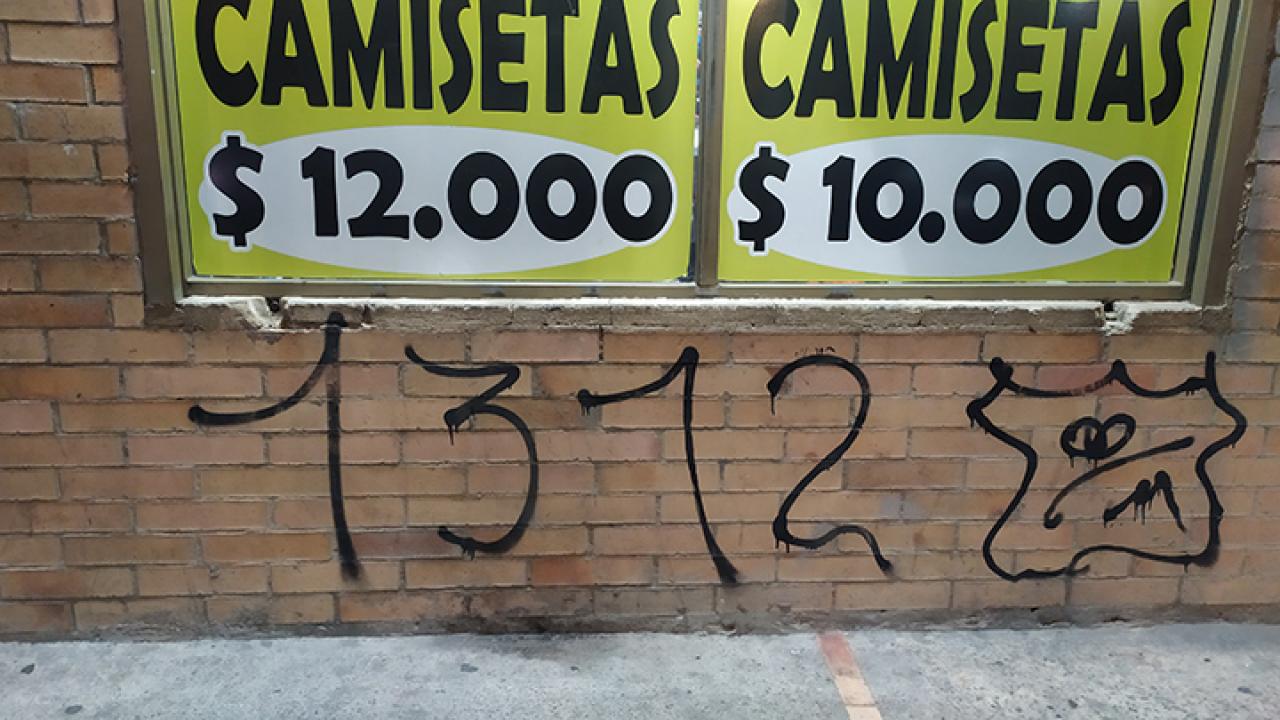 CAMISETAS
$ 12.000
CAMISETAS
$ 10.000
1312